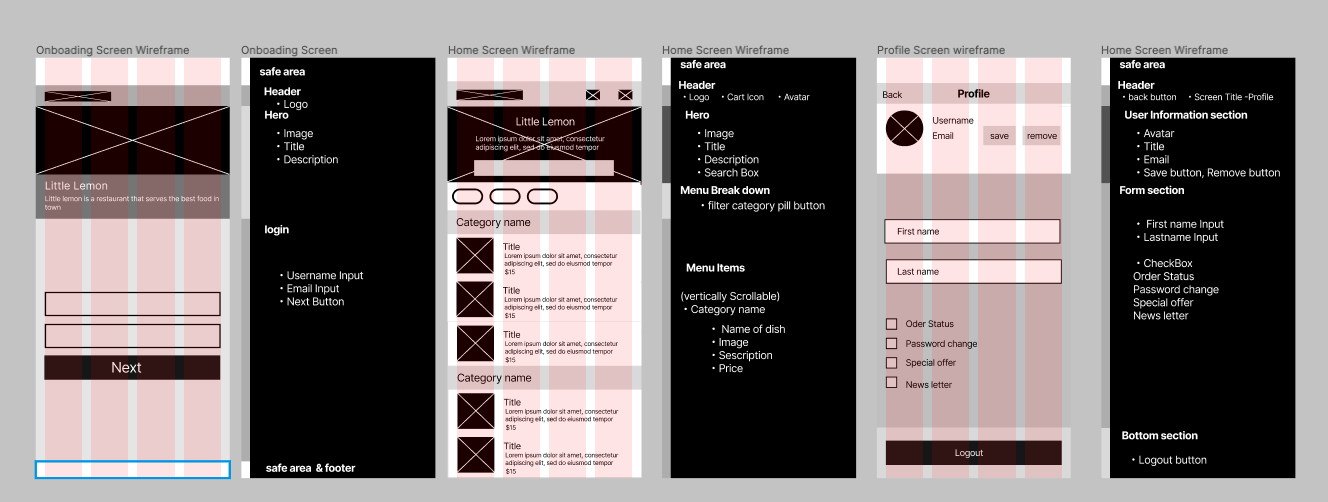 Onboading Screen Wireframe
Little Lemon
Little lemon is a restaurant that serves the best food in
town
Next
Onboading Screen
safe area
Header
• Logo
Hero
• Image
• Title
• Description
login
• Username Input
• Email Input
• Next Button
safe area & footer
Home Screen Wireframe
Little Lemon
Lorem ipsum dolor sit amet, consectetur
adipiscing elit, sed do eiusmod tempor
Category name
Title
Lorem ipsum dolor sit amet, consectetur
adipiscing elit, sed do eiusmod tempor
$15
Title
Lorem ipsum dolor sit amet, consectetur
adipiscing elit, sed do eiusmod tempor
$15
Title
Lorem ipsum dolor sit amet, consectetur
adipiscing elit, sed do eiusmod tempor
$15
Category name
Title
Lorem ipsum dolor sit amet, consectetur
adipiscing elit, sed do eiusmod tempor
$15
Title
Lorem ipsum dolor sit amet, consectetur
adipiscing elit, sed do eiusmod tempor
$15
Home Screen Wireframe
safe area
Header
• Logo • Cart Icon • Avatar
Hero
• Image
• Title
• Description
• Search Box
Menu Break down
• filter category pill button
Menu Items
(vertically Scrollable)
• Category name
• Name of dish
• Image
• Sescription
• Price
Profile Screen wireframe
Back Profile
Username
Email save remove
First name
Last name
Oder Status
Password change
Special offer
News letter
Logout
Home Screen Wireframe
safe area
Header
• back button • Screen Title -Profile
User Information section
• Avatar
• Title
• Email
• Save button, Remove button
Form section
• First name Input
• Lastname Input
• CheckBox
Order Status
Password change
Special offer
News letter
Bottom section
• Logout button